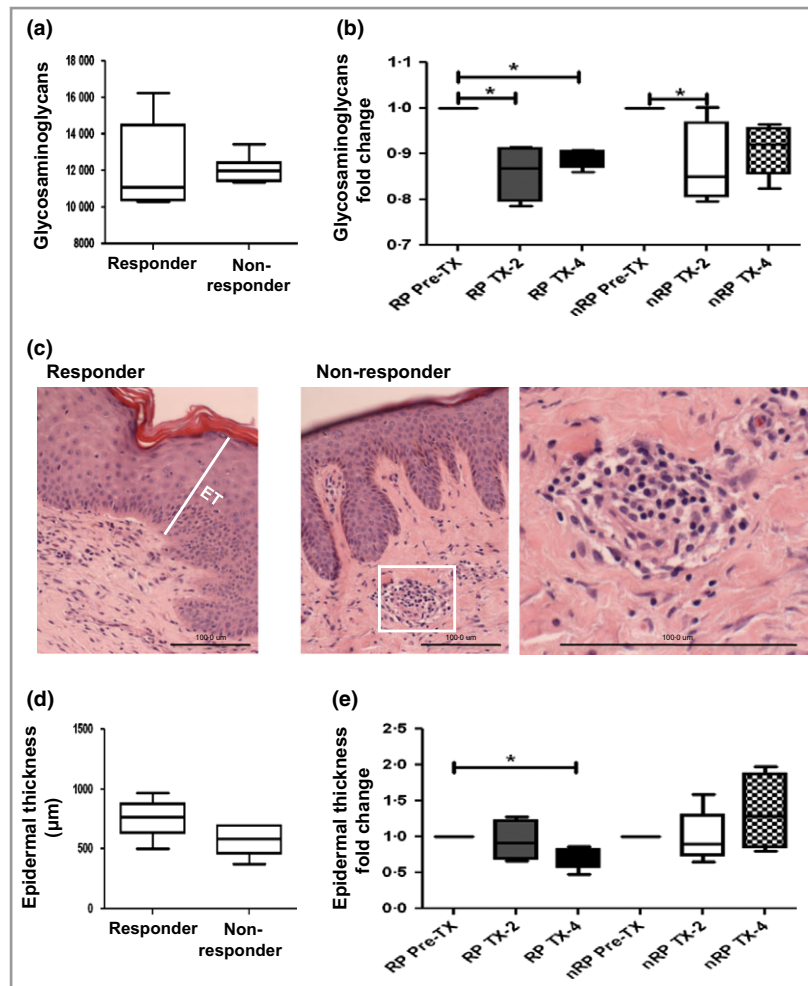 (a)
Glycosaminoglycans
18 000
16 000
14 000
12 000
10 000
8000
Responder
Non-
responder
(b)
Glycosaminoglycans
fold change
1·1
1·0
0·9
0·8
0·7
*
*
*
RP Pre-TX
RP TX-2
RP TX-4
nRP Pre-TX
nRP TX-2
nRP TX-4
(c)
Responder
Non-responder
ET
100·0 um
100·0 um
100·0 um
(d)
Epidermal thickness
(μm)
1500
1000
500
0
Responder
Non-
responder
(e)
Epidermal thickness
fold change
2·5
2·0
1·5
1·0
0·5
0·0
*
RP Pre-TX
RP TX-2
RP TX-4
nRP Pre-TX
nRP TX-2
nRP TX-4